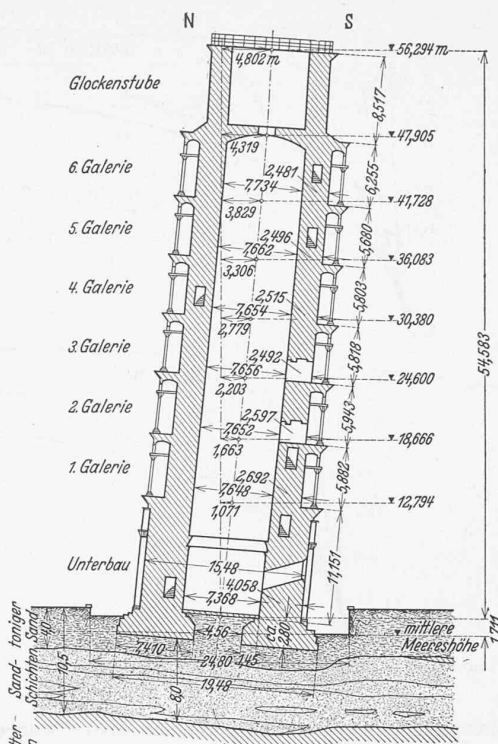 N S
56,294 m
4,802 m
Glockenstube
8,517
47,905
4,319
6. Galerie
2,481
7,734
6,255
41,728
3,829
5. Galerie
2,496
7,662
5,680
36,083
3,306
4. Galerie
2,515
7,654
5,803
30,380
2,779
3. Galerie
2,492
7,656
5,818
24,600
2,203
2. Galerie
2,597
7,652
5,943
18,666
1,663
1. Galerie
2,692
7,648
5,882
12,794
1,071
54,583
Unterbau
15,48
11,151
4,058
7,368
4,56
ca.
2,80
1,711
mittlere
Meereshöhe
7,410
24,80
3,45
19,48
8,0
4,0
10,5
toniger
Sand
Sand-
Schichten